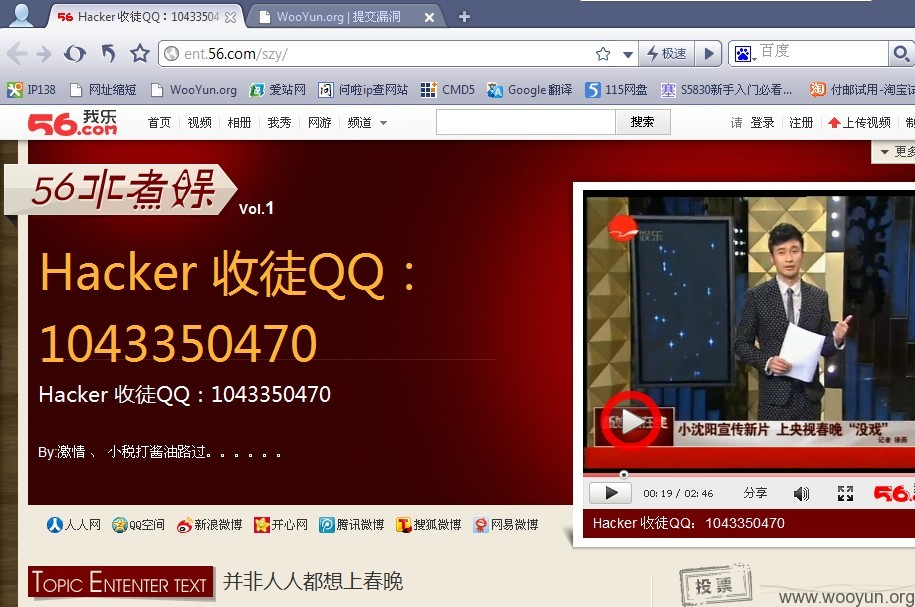 Hacker 收徒QQ：10433504
WooYun.org | 提交漏洞
ent.56.com/szy/
极速
百度
IP138
网址缩短
WooYun.org
爱站网
问啦ip查网站
CMD5
Google翻译
115网盘
S5830新手入门必看...
付邮试用-淘宝试
56.com 我乐
首页 视频 相册 我秀 网游 频道
搜索
请 登录 注册 上传视频
更多
Vol.1
Hacker 收徒QQ：
1043350470
Hacker 收徒QQ：1043350470
By:激情 、 小税打酱油路过。。。。。。
娱乐
小沈阳宣传新片 上央视春晚“没戏”
00:19 / 02:46 分享
56
Hacker 收徒QQ: 1043350470
人人网 QQ空间 新浪微博 开心网 腾讯微博 搜狐微博 网易微博
TOPIC ENTENTER TEXT 并非人人都想上春晚
投票
www.wooyun.org